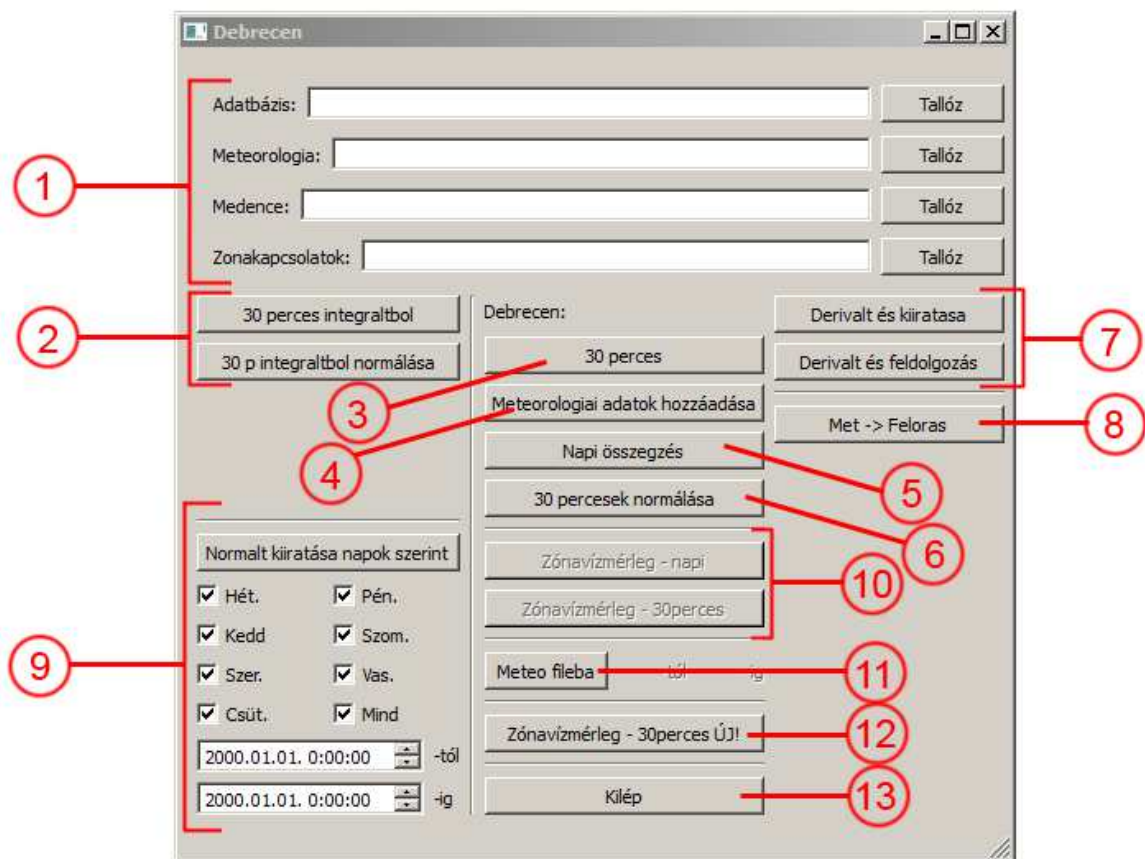 Debrecen
Adatbázis:
Tallóz
Meteorologia:
Tallóz
1
Medence:
Tallóz
Zonakapcsolatok:
Tallóz
2
30 perces integraltbol
30 p integraltbol normálása
Debrecen:
30 perces
3
Meteorologiai adatok hozzáadása
4
Napi összegzés
5
30 percesek normálása
6
Derivalt és kiiratasa
Derivalt és feldolgozás
7
Met -> Feloras
8
9
Normalt kiiratása napok szerint
Hét. Pén.
Kedd Szom.
Szer. Vas.
Csüt. Mind
2000.01.01. 0:00:00 -tól
2000.01.01. 0:00:00 -ig
Zónavízmérleg - napi
Zónavízmérleg - 30perces
10
Meteo fileba -tól -ig
11
Zónavízmérleg - 30perces ÚJ!
12
Kilép
13